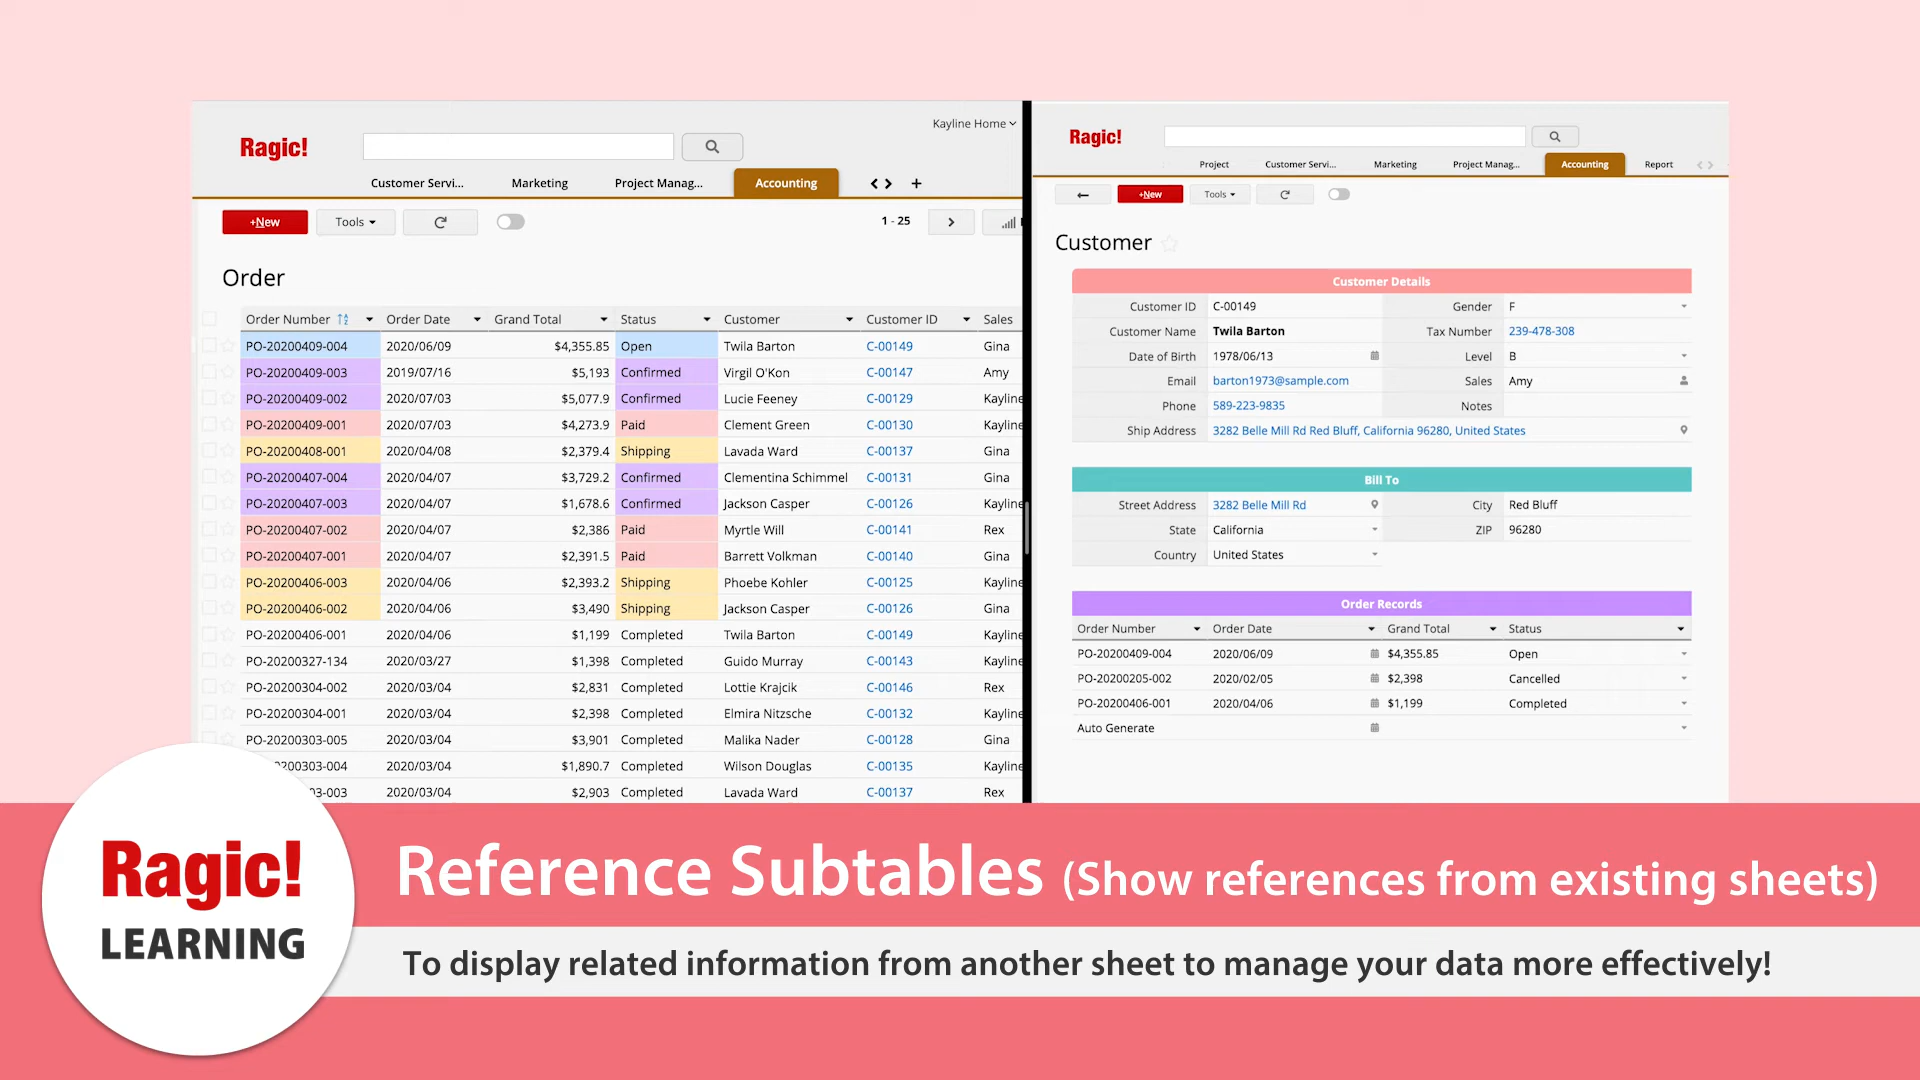 Kayline Home
Ragic!
Customer Servi... Marketing Project Manag... Accounting
+New Tools 1 - 25
Order
Order Number Order Date Grand Total Status Customer Customer ID Sales
PO-20200409-004 2020/06/09 $4,355.85 Open Twila Barton C-00149 Gina
PO-20200409-003 2019/07/16 $5,193 Confirmed Virgil O'Kon C-00147 Amy
PO-20200409-002 2020/07/03 $5,077.9 Confirmed Lucie Feeney C-00129 Kayline
PO-20200409-001 2020/07/03 $4,273.9 Paid Clement Green C-00130 Kayline
PO-20200408-001 2020/04/08 $2,379.4 Shipping Lavada Ward C-00137 Gina
PO-20200407-004 2020/04/07 $3,729.2 Confirmed Clementina Schimmel C-00131 Gina
PO-20200407-003 2020/04/07 $1,678.6 Confirmed Jackson Casper C-00126 Kayline
PO-20200407-002 2020/04/07 $2,386 Paid Myrtle Will C-00141 Rex
PO-20200407-001 2020/04/07 $2,391.5 Paid Barrett Volkman C-00140 Gina
PO-20200406-003 2020/04/06 $2,393.2 Shipping Phoebe Kohler C-00125 Kayline
PO-20200406-002 2020/04/06 $3,490 Shipping Jackson Casper C-00126 Gina
PO-20200406-001 2020/04/06 $1,199 Completed Twila Barton C-00149 Kayline
PO-20200327-134 2020/03/27 $1,398 Completed Guido Murray C-00143 Kayline
PO-20200304-002 2020/03/04 $2,831 Completed Lottie Krajcik C-00146 Rex
PO-20200304-001 2020/03/04 $2,398 Completed Elmira Nitzsche C-00132 Kayline
PO-20200303-005 2020/03/04 $3,901 Completed Malika Nader C-00128 Gina
200303-004 2020/03/04 $1,890.7 Completed Wilson Douglas C-00135 Kayline
03-003 2020/03/04 $2,903 Completed Lavada Ward C-00137 Rex
Ragic!
Project Customer Servi... Marketing Project Manag... Accounting Report
+New Tools
Customer
Customer Details
Customer ID C-00149 Gender F
Customer Name Twila Barton Tax Number 239-478-308
Date of Birth 1978/06/13 Level B
Email barton1973@sample.com Sales Amy
Phone 589-223-9835 Notes
Ship Address 3282 Belle Mill Rd Red Bluff, California 96280, United States
Bill To
Street Address 3282 Belle Mill Rd City Red Bluff
State California ZIP 96280
Country United States
Order Records
Order Number Order Date Grand Total Status
PO-20200409-004 2020/06/09 $4,355.85 Open
PO-20200205-002 2020/02/05 $2,398 Cancelled
PO-20200406-001 2020/04/06 $1,199 Completed
Auto Generate
Ragic!
LEARNING
Reference Subtables (Show references from existing sheets)
To display related information from another sheet to manage your data more effectively!